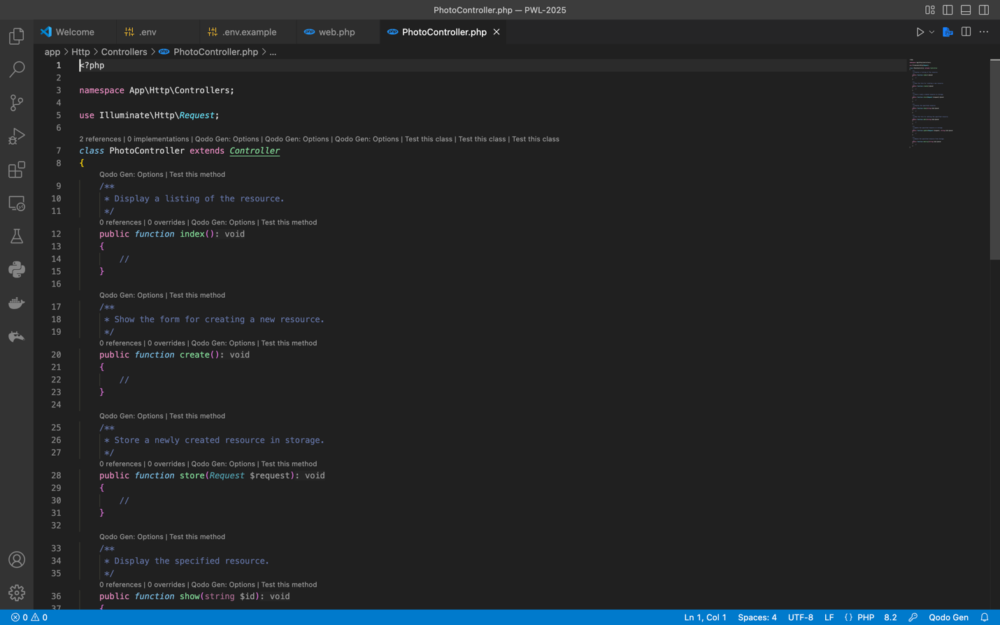 PhotoController.php — PWL-2025
Welcome
.env
.env.example
web.php
PhotoController.php
app > Http > Controllers > PhotoController.php > ...
1 <?php
2
3 namespace App\Http\Controllers;
4
5 use Illuminate\Http\Request;
6
2 references | 0 implementations | Qodo Gen: Options | Qodo Gen: Options | Qodo Gen: Options | Test this class | Test this class | Test this class
7 class PhotoController extends Controller
8 {
Qodo Gen: Options | Test this method
9 /**
10 * Display a listing of the resource.
11 */
0 references | 0 overrides | Qodo Gen: Options | Test this method
12 public function index(): void
13 {
14 //
15 }
16
Qodo Gen: Options | Test this method
17 /**
18 * Show the form for creating a new resource.
19 */
0 references | 0 overrides | Qodo Gen: Options | Test this method
20 public function create(): void
21 {
22 //
23 }
24
Qodo Gen: Options | Test this method
25 /**
26 * Store a newly created resource in storage.
27 */
0 references | 0 overrides | Qodo Gen: Options | Test this method
28 public function store(Request $request): void
29 {
30 //
31 }
32
Qodo Gen: Options | Test this method
33 /**
34 * Display the specified resource.
35 */
0 references | 0 overrides | Qodo Gen: Options | Test this method
36 public function show(string $id): void
37 {
0 0 Ln 1, Col 1 Spaces: 4 UTF-8 LF {} PHP 8.2 Qodo Gen